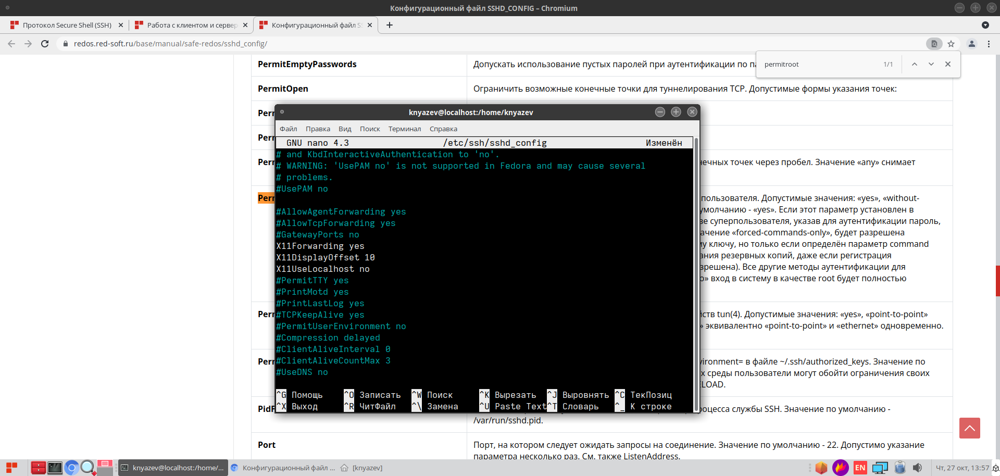 Конфигурационный файл SSHD_CONFIG – Chromium
Протокол Secure Shell (SSH)
Работа с клиентом и сервер
Конфигурационный файл SS
redos.red-soft.ru/base/manual/safe-redos/sshd_config/
permitroot 1/1
PermitEmptyPasswords
Допускать использование пустых паролей при аутентификации по па
PermitOpen
Ограничить возможные конечные точки для туннелирования TCP. Допустимые формы указания точек:
Perr
Perr
Perr
нечных точек через пробел. Значение «any» снимает
Perr
пользователя. Допустимые значения: «yes», «without-
умолчанию - «yes». Если этот параметр установлен в
ве суперпользователя, указав для аутентификации пароль,
ачение «forced-commands-only», будет разрешена
му ключу, но только если определён параметр command
ания резервных копий, даже если регистрация
зрешена). Все другие методы аутентификации для
о» вход в систему в качестве root будет полностью
Perr
йств tun(4). Допустимые значения: «yes», «point-to-point»
» эквивалентно «point-to-point» и «ethernet» одновременно.
Perr
vironment= в файле ~/.ssh/authorized_keys. Значение по
х среды пользователи могут обойти ограничения своих
LOAD.
PidF
оцесса службы SSH. Значение по умолчанию -
/var/run/sshd.pid.
Port
Порт, на котором следует ожидать запросы на соединение. Значение по умолчанию - 22. Допустимо указание
параметра несколько раз. См. также ListenAddress.
knyazev@localhost:/home/knyazev
Файл Правка Вид Поиск Терминал Справка
GNU nano 4.3 /etc/ssh/sshd_config Изменён
# and KbdInteractiveAuthentication to 'no'.
# WARNING: 'UsePAM no' is not supported in Fedora and may cause several
# problems.
#UsePAM no
#AllowAgentForwarding yes
#AllowTcpForwarding yes
#GatewayPorts no
X11Forwarding yes
X11DisplayOffset 10
X11UseLocalhost no
#PermitTTY yes
#PrintMotd yes
#PrintLastLog yes
#TCPKeepAlive yes
#PermitUserEnvironment no
#Compression delayed
#ClientAliveInterval 0
#ClientAliveCountMax 3
#UseDNS no
^G Помощь ^O Записать ^W Поиск ^K Вырезать ^J Выровнять ^C ТекПозиц
^X Выход ^R ЧитФайл ^\ Замена ^U Paste Text ^T Словарь ^_ К строке
knyazev@localhost:/home/...
Конфигурационный файл ...
[knyazev]
EN
Чт, 27 окт, 13:57